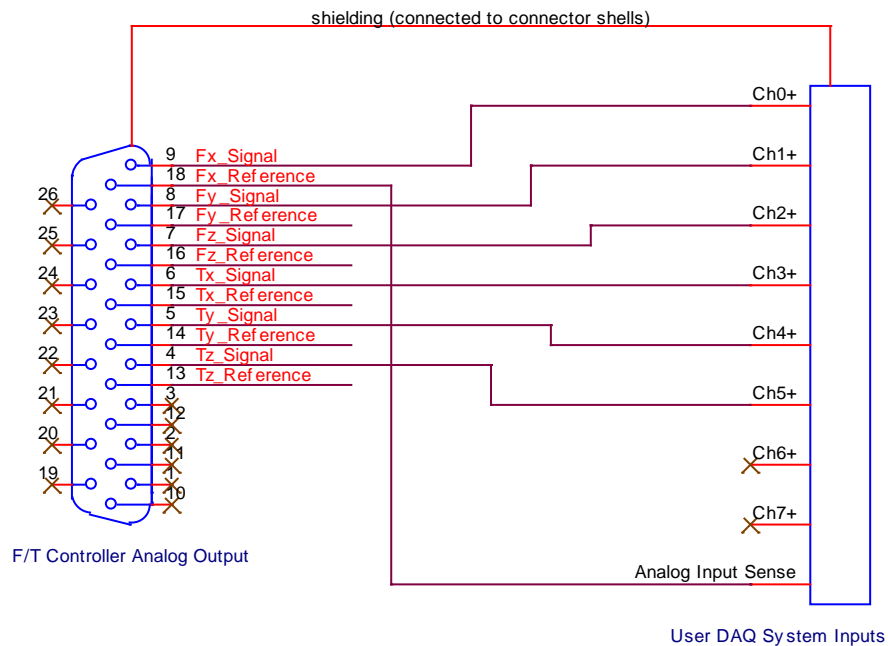 shielding (connected to connector shells)
Ch0+
9 Fx_Signal
Ch1+
18 Fx_Reference
26
8 Fy_Signal
17 Fy_Reference
Ch2+
25
7 Fz_Signal
16 Fz_Reference
24
6 Tx_Signal
Ch3+
15 Tx_Reference
23
5 Ty_Signal
14 Ty_Reference
Ch4+
22
4 Tz_Signal
13 Tz_Reference
21
3
Ch5+
12
20
2
11
Ch6+
19
1
10
Ch7+
F/T Controller Analog Output
Analog Input Sense
User DAQ System Inputs